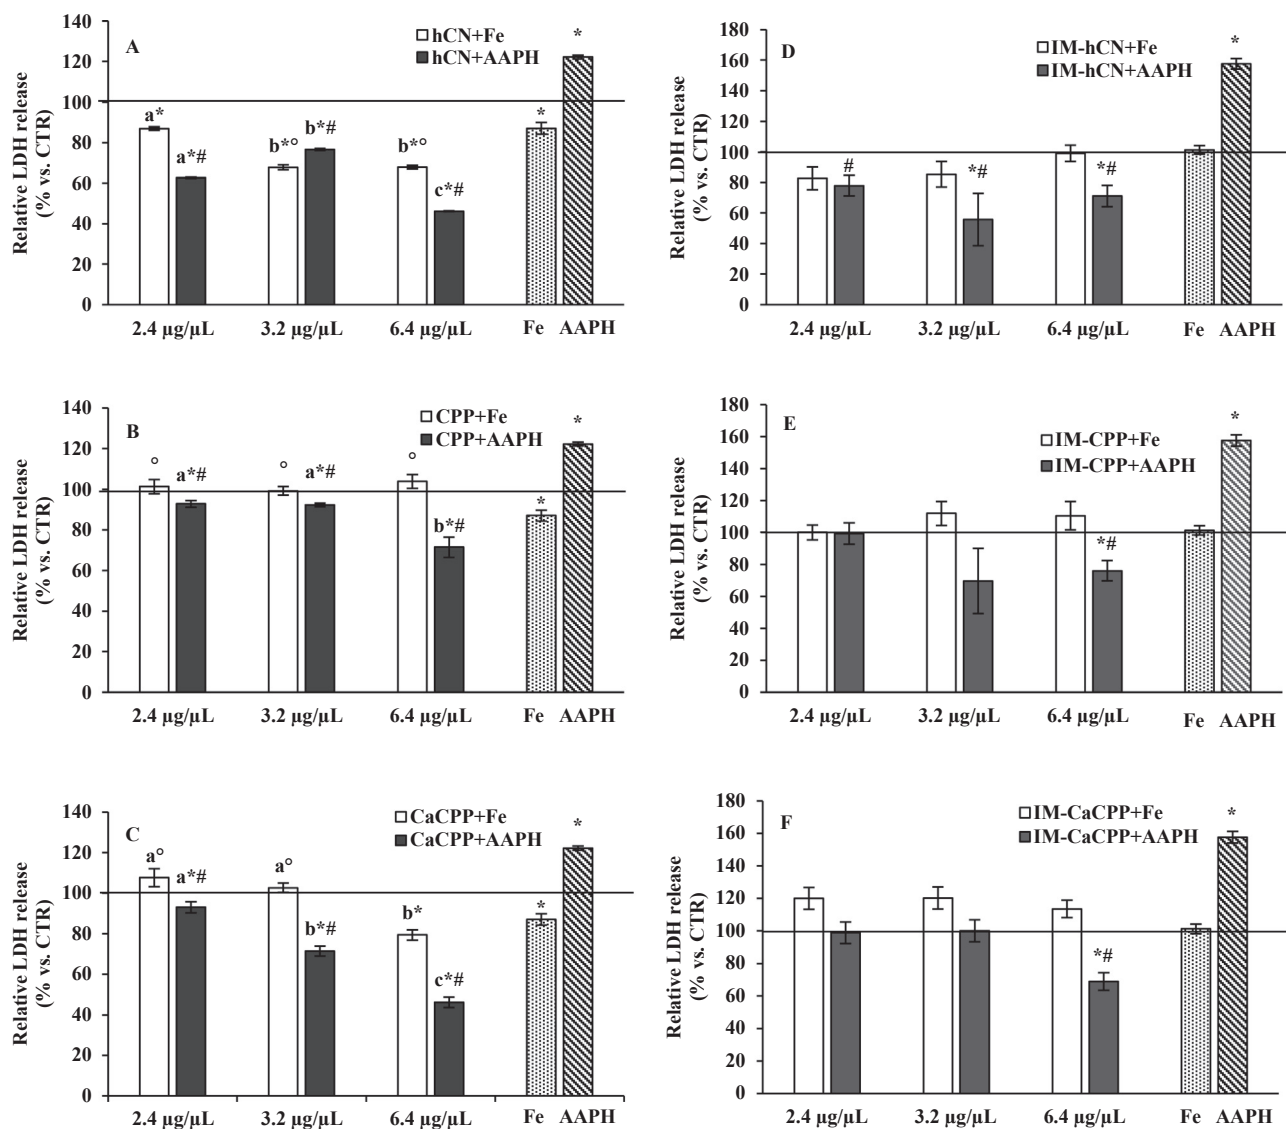 A
Relative LDH release
(% vs. CTR)
140
120
100
80
60
40
20
0
hCN+Fe
hCN+AAPH
a*
a*#
b*°
b*#
b*°
c*#
*
*
2.4 µg/µL 3.2 µg/µL 6.4 µg/µL Fe AAPH
D
Relative LDH release
(% vs. CTR)
180
160
140
120
100
80
60
40
20
0
IM-hCN+Fe
IM-hCN+AAPH
#
*#
*#
*
2.4 µg/µL 3.2 µg/µL 6.4 µg/µL Fe AAPH
B
Relative LDH release
(% vs. CTR)
140
120
100
80
60
40
20
0
CPP+Fe
CPP+AAPH
°
a*#
°
a*#
°
b*#
*
*
2.4 µg/µL 3.2 µg/µL 6.4 µg/µL Fe AAPH
E
Relative LDH release
(% vs. CTR)
180
160
140
120
100
80
60
40
20
0
IM-CPP+Fe
IM-CPP+AAPH
*#
*
2.4 µg/µL 3.2 µg/µL 6.4 µg/µL Fe AAPH
C
Relative LDH release
(% vs. CTR)
140
120
100
80
60
40
20
0
CaCPP+Fe
CaCPP+AAPH
a°
a*#
a°
b*#
b*
c*#
*
*
2.4 µg/µL 3.2 µg/µL 6.4 µg/µL Fe AAPH
F
Relative LDH release
(% vs. CTR)
180
160
140
120
100
80
60
40
20
0
IM-CaCPP+Fe
IM-CaCPP+AAPH
*#
*
2.4 µg/µL 3.2 µg/µL 6.4 µg/µL Fe AAPH